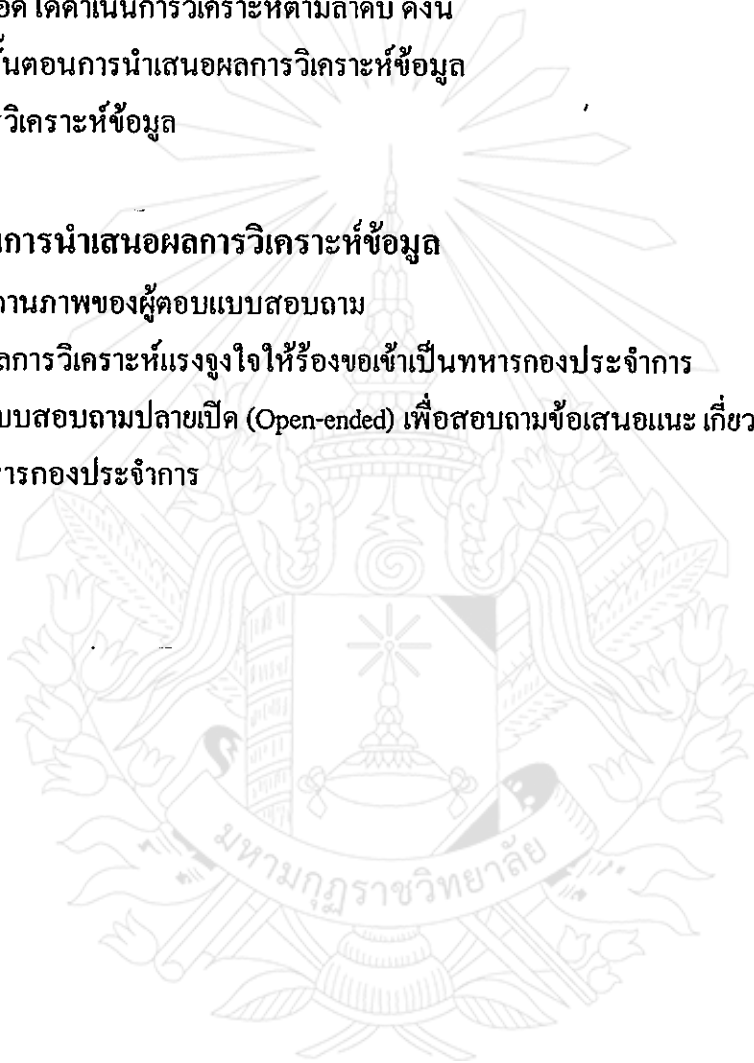 ได้ดำเนินการวิเคราะห์ตามลำดับ ดังนี้
ขั้นตอนการนำเสนอผลการวิเคราะห์ข้อมูล
วิเคราะห์ข้อมูล
การนำเสนอผลการวิเคราะห์ข้อมูล
านภาพของผู้ตอบแบบสอบถาม
ลการวิเคราะห์แรงจูงใจให้ร้องขอเข้าเป็นทหารกองประจำการ
บบสอบถามปลายเปิด (Open-ended) เพื่อสอบถามข้อเสนอแนะ เกี่ยว
ารกองประจำการ
มหามกุฏราชวิทยาลัย